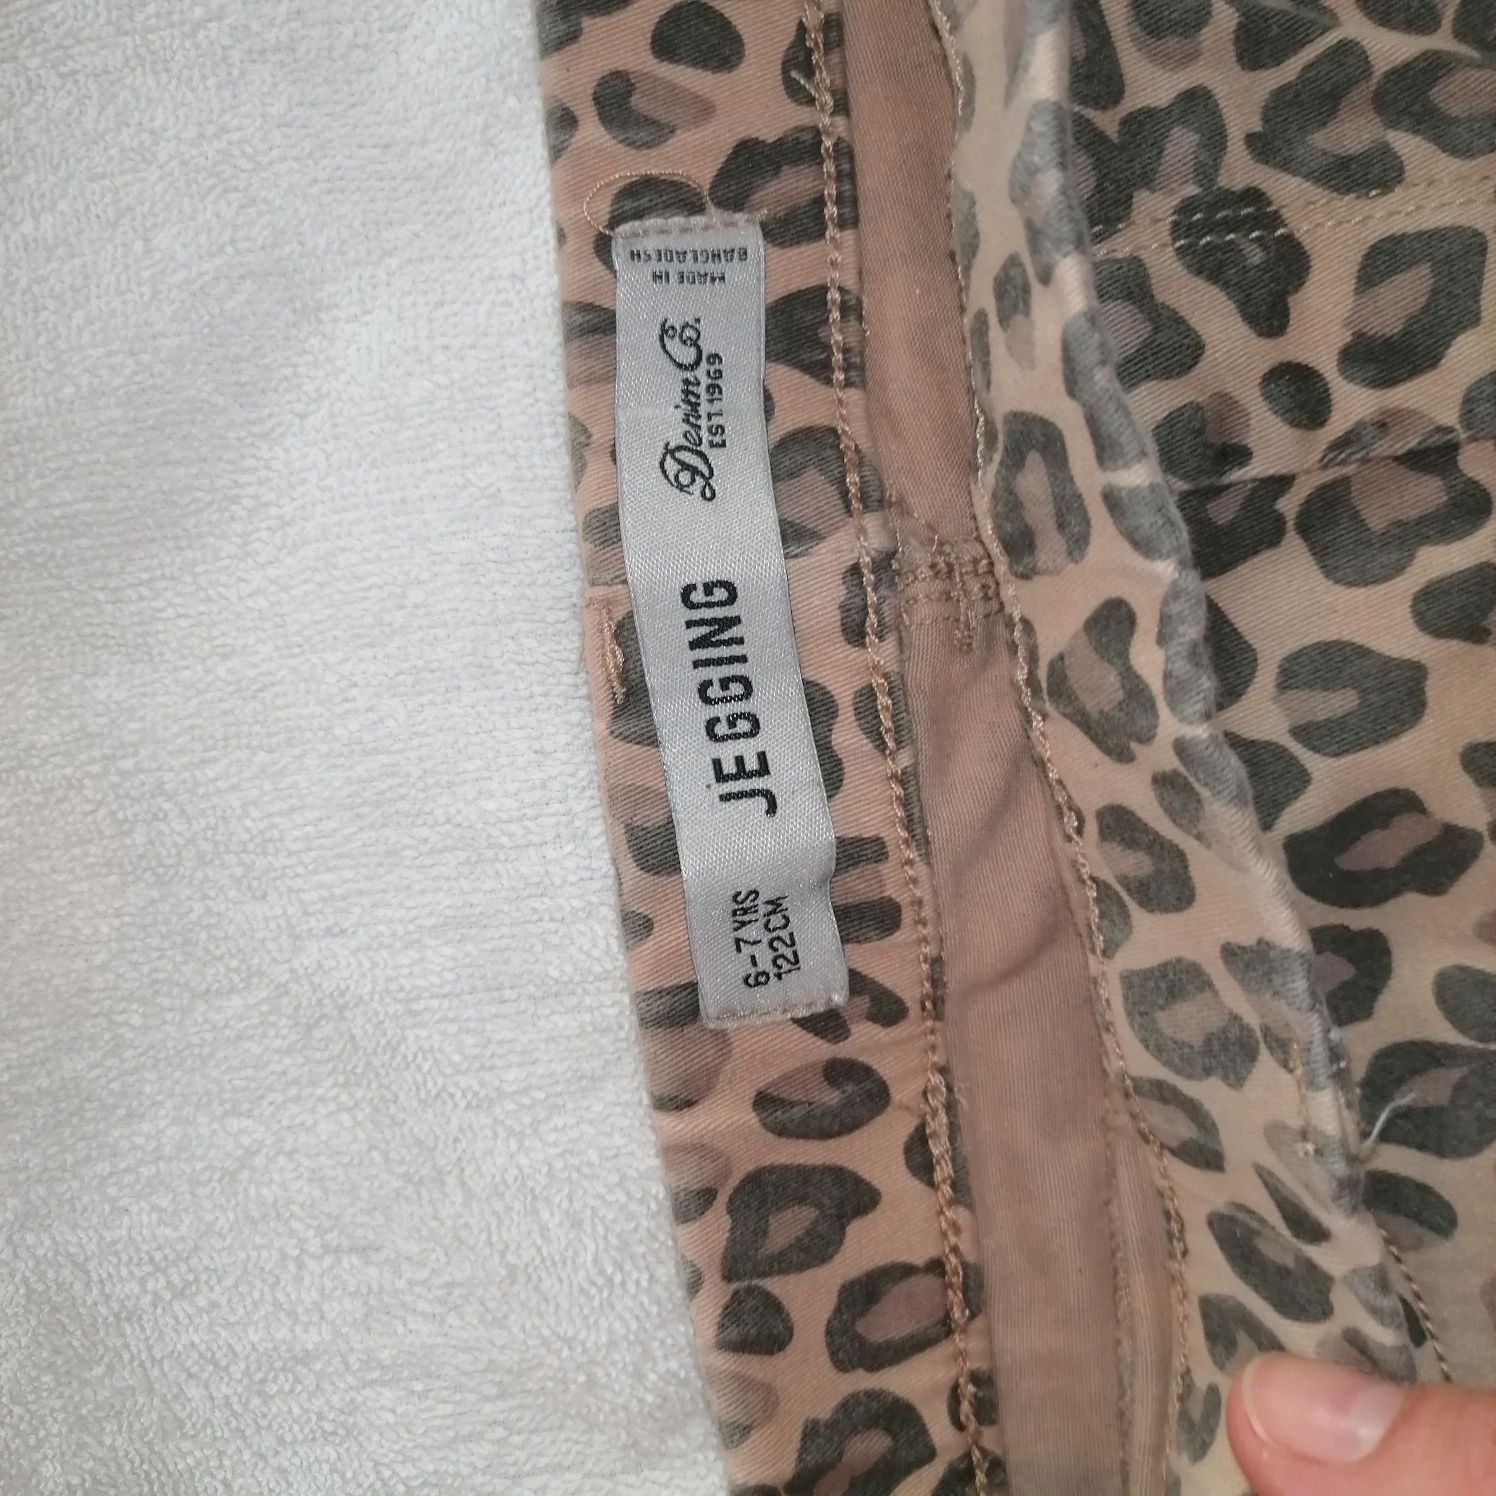 MADE IN
BANGLADESH
Denim Co.
EST. 1969
JEGGING
6-7 YRS
122CM